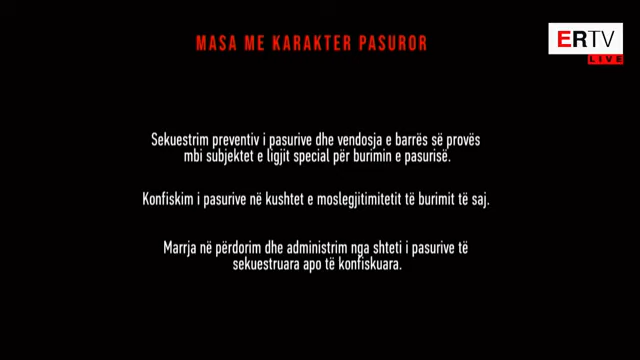 MASA ME KARAKTER PASUROR
ERTV
LIVE
Sekuestrim preventiv i pasurive dhe vendosja e barrës së provës
mbi subjektet e ligjit special për burimin e pasurisë.
Konfiskim i pasurive në kushtet e moslegjitimitetit të burimit të saj.
Marrja në përdorim dhe administrim nga shteti i pasurive të
sekuestruara apo të konfiskuara.